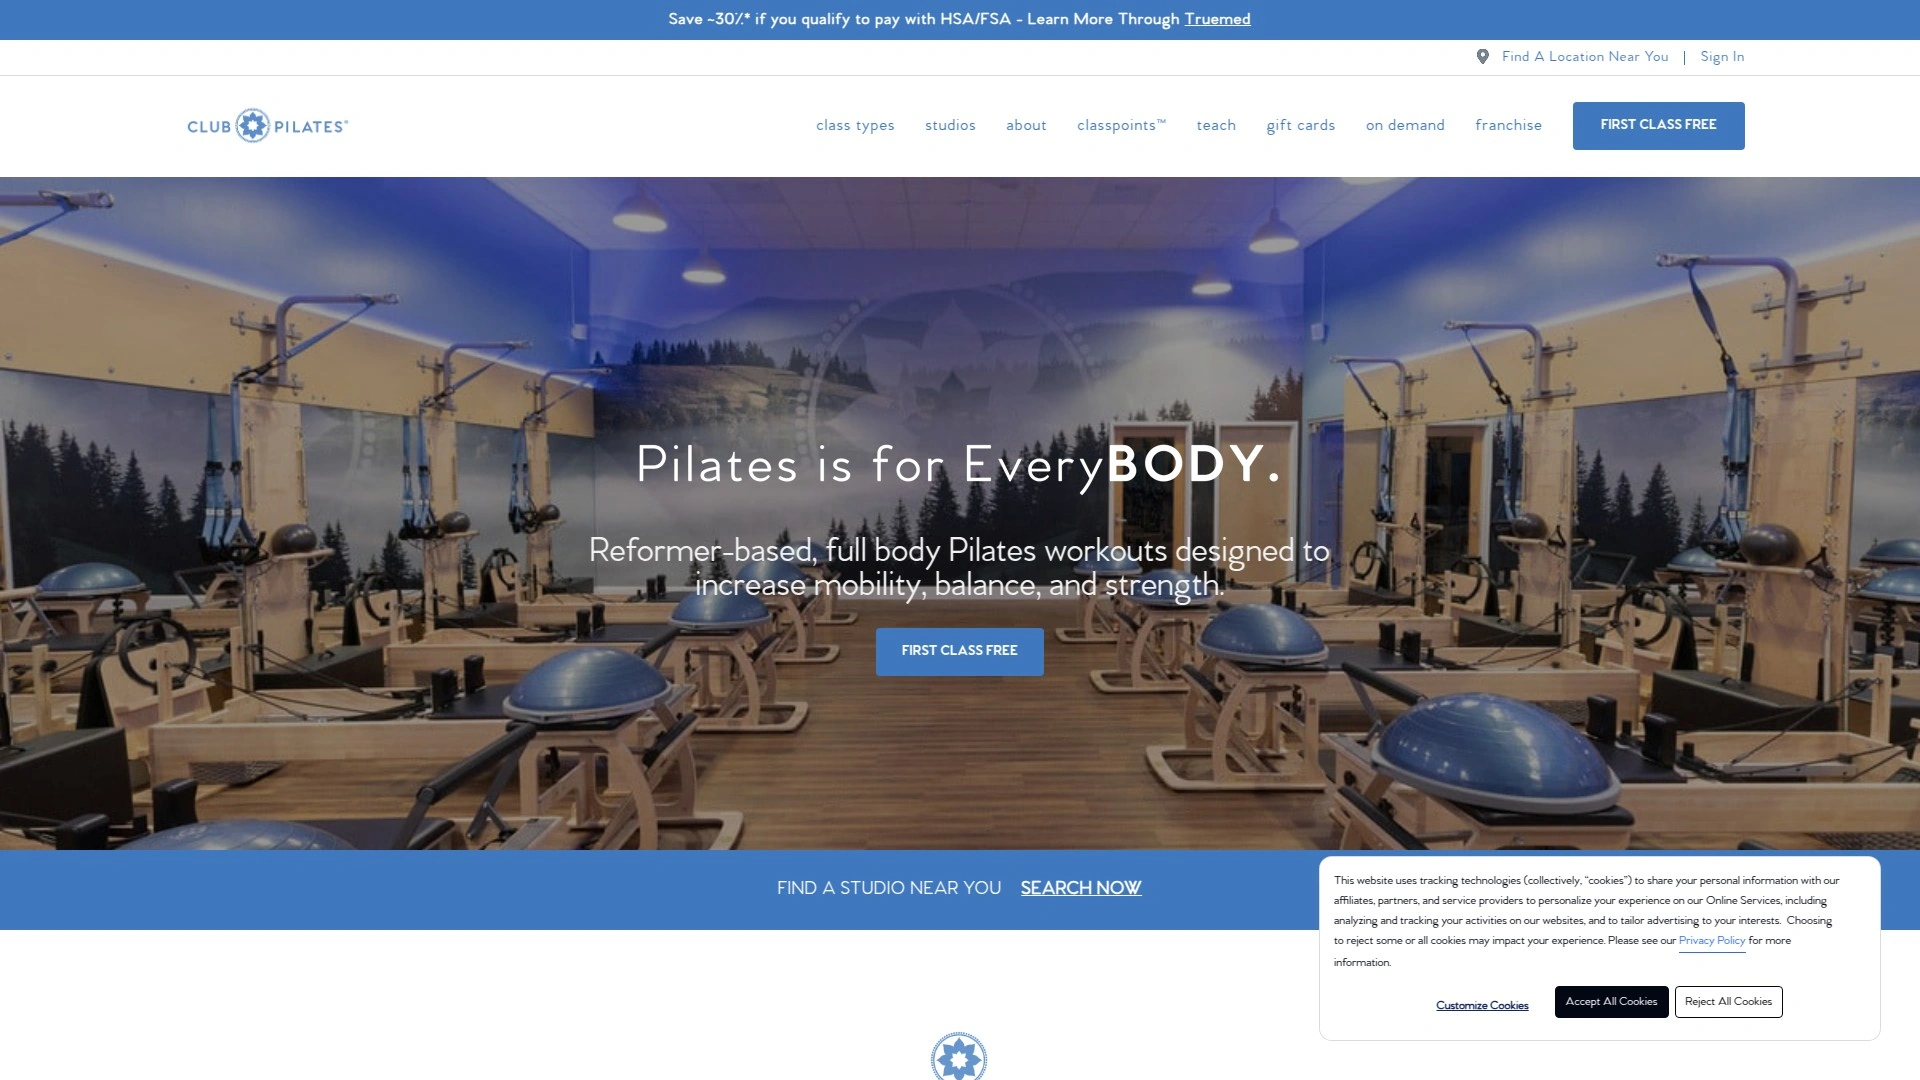 Save ~30%* if you qualify to pay with HSA/FSA - Learn More Through Truemed
Find A Location Near You | Sign In
CLUB PILATES®
class types studios about classpoints™ teach gift cards on demand franchise FIRST CLASS FREE
Pilates is for EveryBODY.
Reformer-based, full body Pilates workouts designed to
increase mobility, balance, and strength.
FIRST CLASS FREE
FIND A STUDIO NEAR YOU SEARCH NOW
This website uses tracking technologies (collectively, “cookies”) to share your personal information with our
affiliates, partners, and service providers to personalize your experience on our Online Services, including
analyzing and tracking your activities on our websites, and to tailor advertising to your interests. Choosing
to reject some or all cookies may impact your experience. Please see our Privacy Policy for more
information.
Customize Cookies Accept All Cookies Reject All Cookies